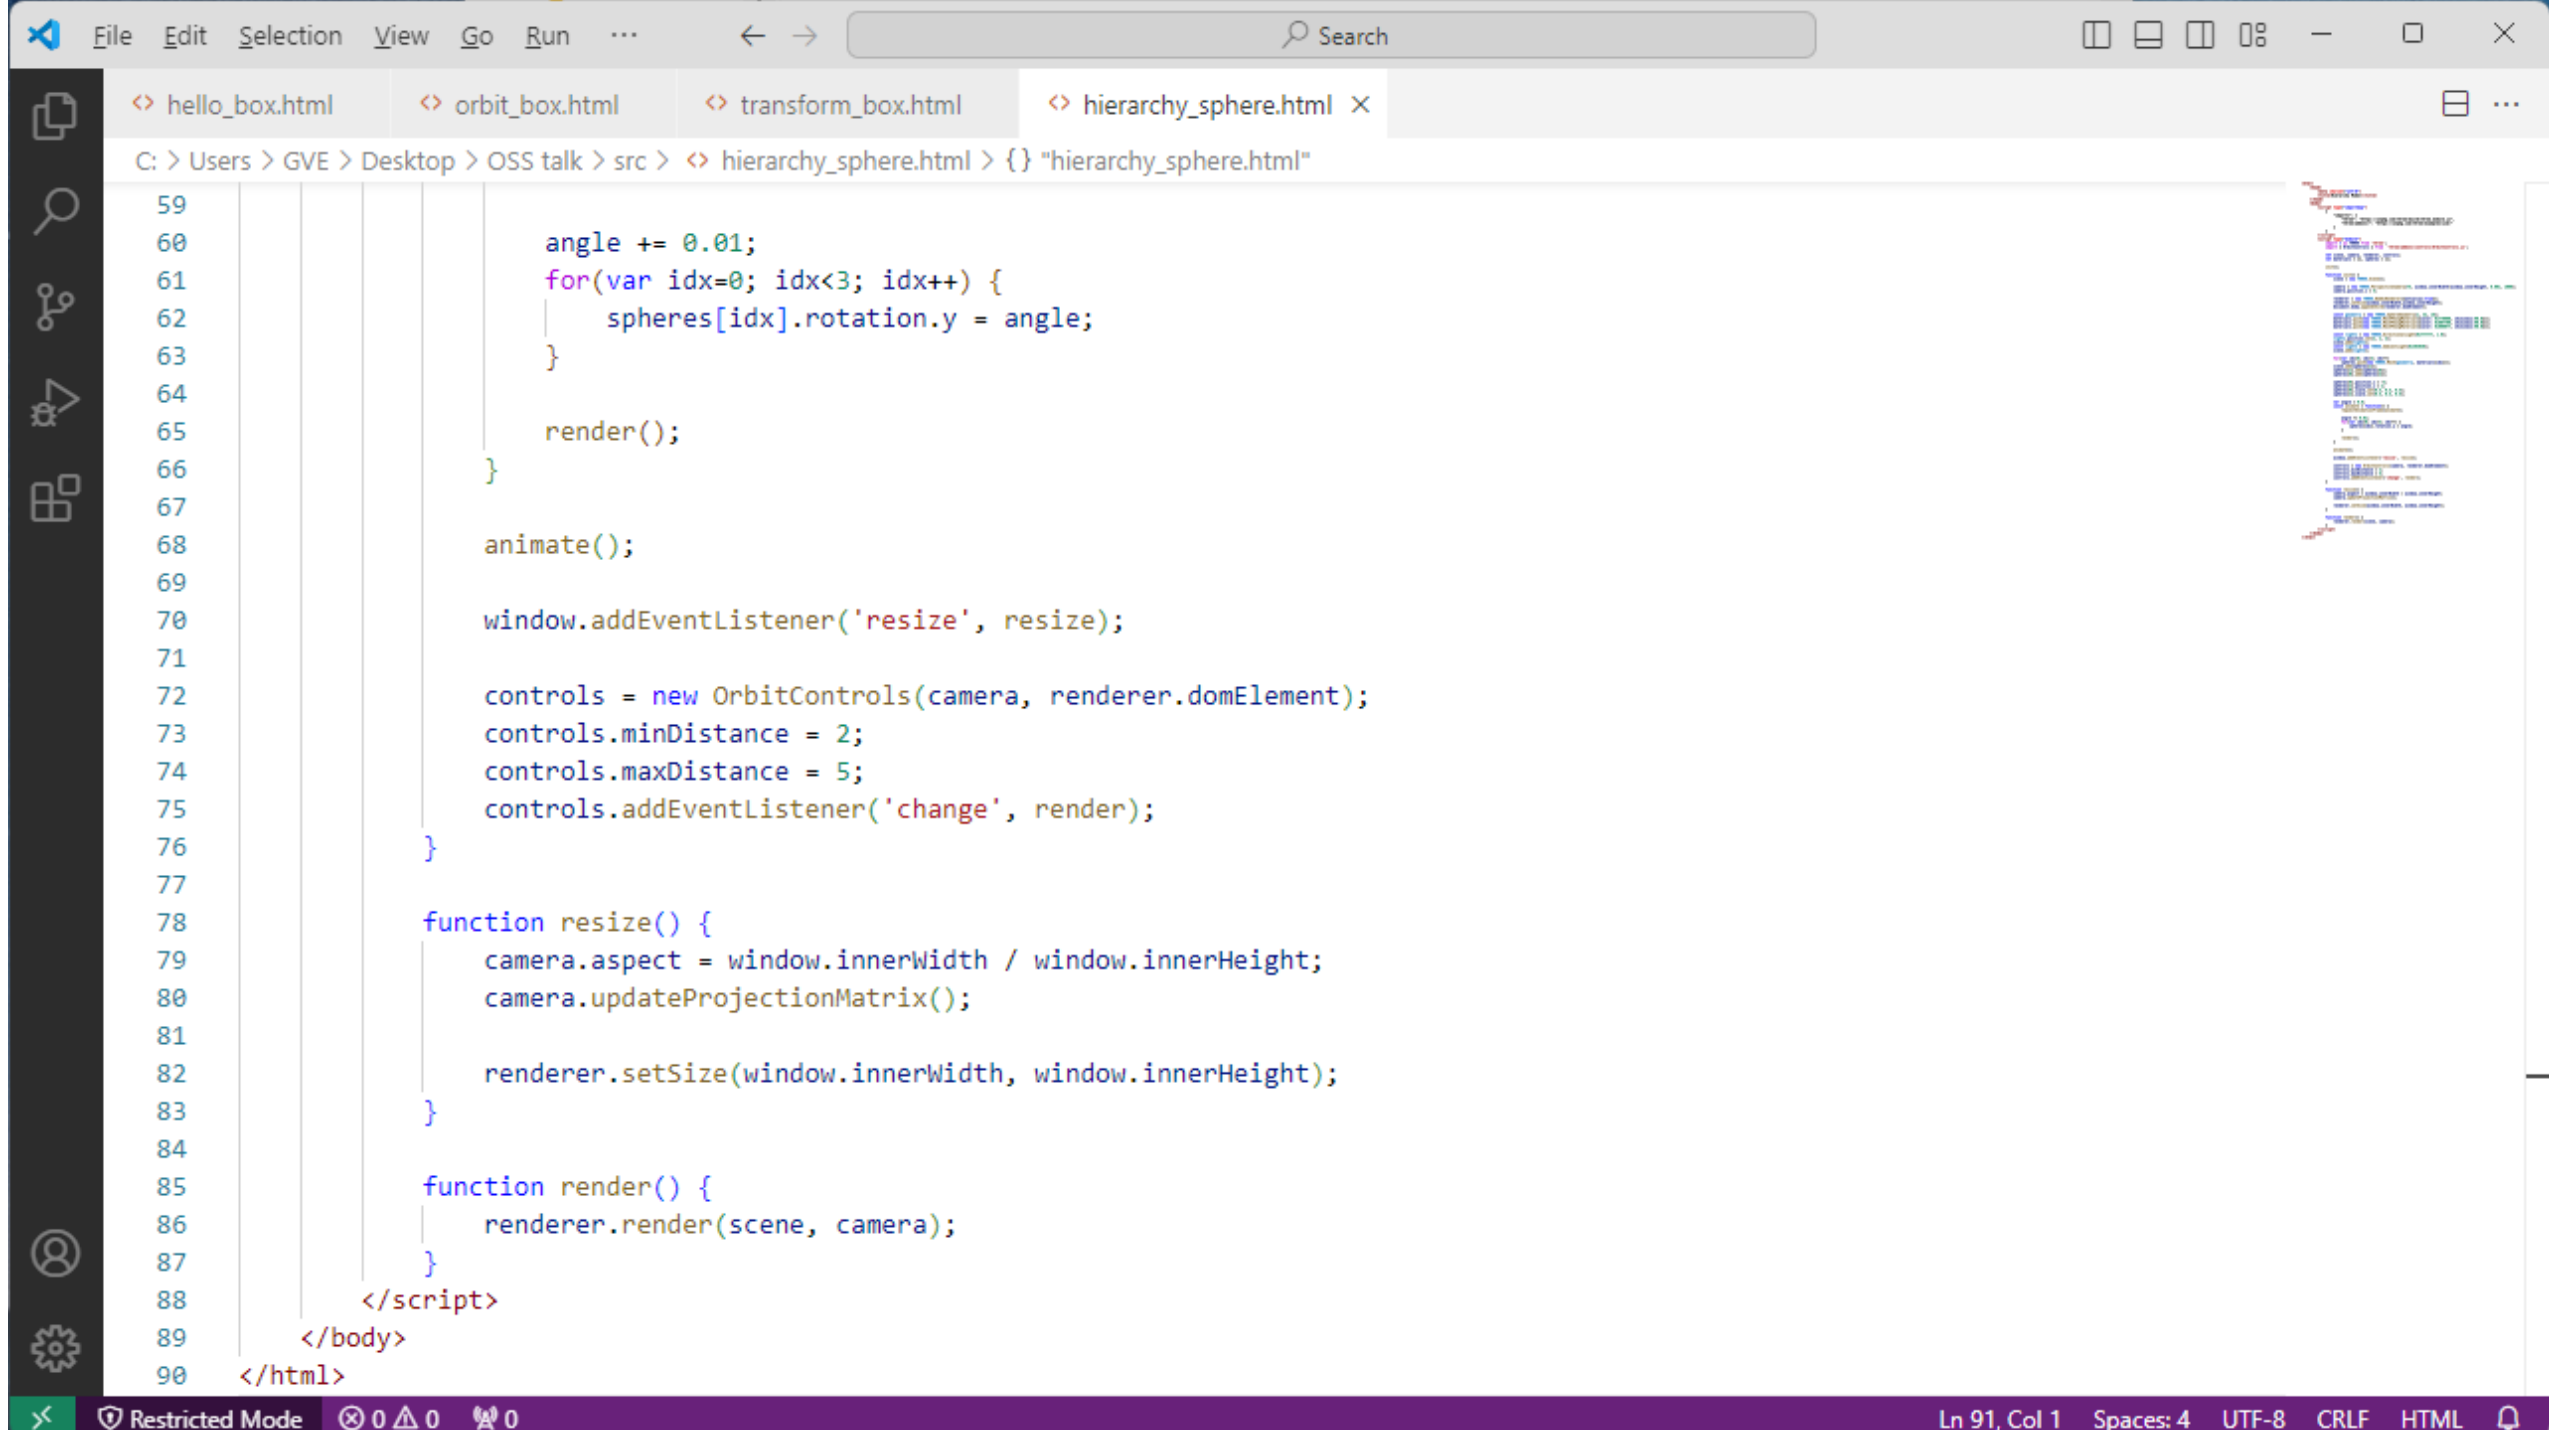 File Edit Selection View Go Run ··· Search
hello_box.html orbit_box.html transform_box.html hierarchy_sphere.html
C: > Users > GVE > Desktop > OSS talk > src > <> hierarchy_sphere.html > {} "hierarchy_sphere.html"
59
60 angle += 0.01;
61 for(var idx=0; idx<3; idx++) {
62 spheres[idx].rotation.y = angle;
63 }
64
65 render();
66 }
67
68 animate();
69
70 window.addEventListener('resize', resize);
71
72 controls = new OrbitControls(camera, renderer.domElement);
73 controls.minDistance = 2;
74 controls.maxDistance = 5;
75 controls.addEventListener('change', render);
76 }
77
78 function resize() {
79 camera.aspect = window.innerWidth / window.innerHeight;
80 camera.updateProjectionMatrix();
81
82 renderer.setSize(window.innerWidth, window.innerHeight);
83 }
84
85 function render() {
86 renderer.render(scene, camera);
87 }
88 </script>
89 </body>
90 </html>
Restricted Mode 0 0 0 Ln 91, Col 1 Spaces: 4 UTF-8 CRLF HTML